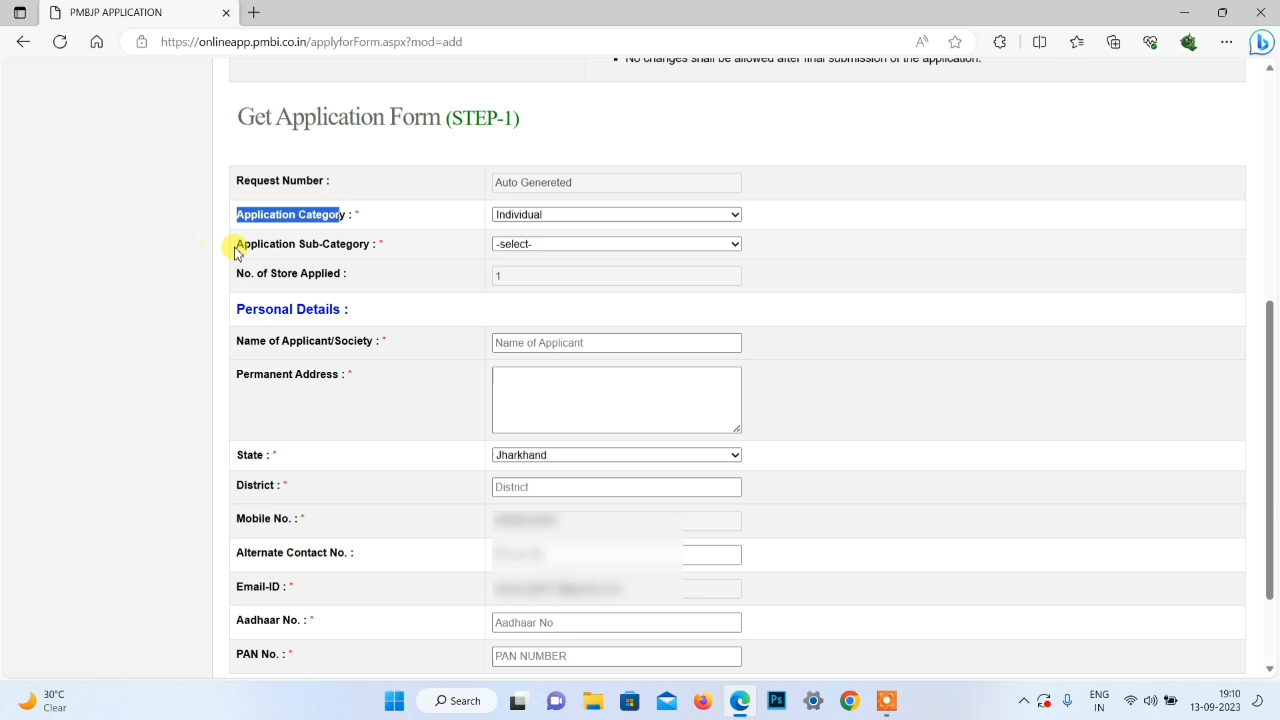 PMBJP APPLICATION
https://onlineapp.pmbi.co.in/applyforForm.aspx?mod=add
No changes shall be allowed after final submission of the application.
Get Application Form (STEP-1)
Request Number :
Auto Genereted
Application Category : *
Individual
Application Sub-Category : *
-select-
No. of Store Applied :
1
Personal Details :
Name of Applicant/Society : *
Name of Applicant
Permanent Address : *
State : *
Jharkhand
District : *
District
Mobile No. : *
Alternate Contact No. :
Email-ID : *
Aadhaar No. : *
Aadhaar No
PAN No. : *
PAN NUMBER
30°C
Clear
Search
Ps
ENG
IN
19:10
13-09-2023